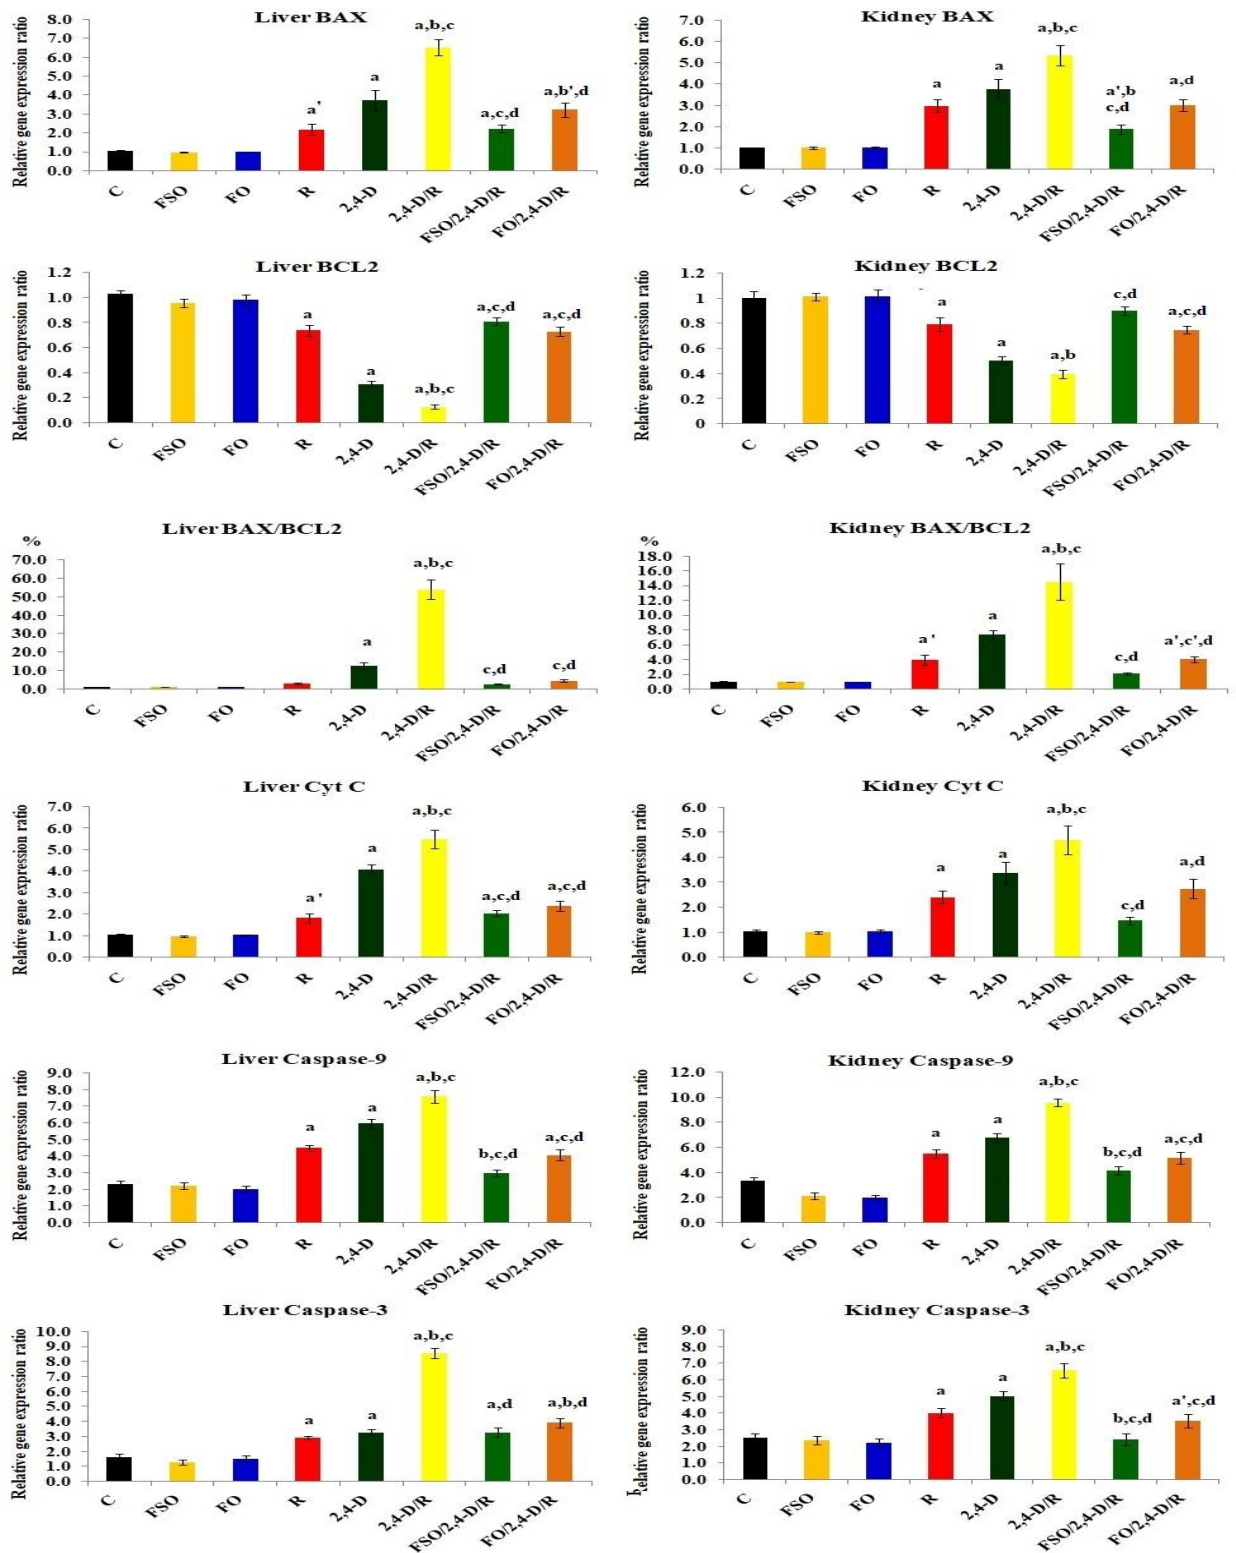 Liver BAX
Relative gene expression ratio
8.0
7.0
6.0
5.0
4.0
3.0
2.0
1.0
0.0
a'
a
a,b,c
a,c,d
a,b',d
C
FSO
FO
R
2,4-D
2,4-D/R
FSO/2,4-D/R
FO/2,4-D/R
Kidney BAX
Relative gene expression ratio
7.0
6.0
5.0
4.0
3.0
2.0
1.0
0.0
a
a
a,b,c
a',b
c,d
a,d
C
FSO
FO
R
2,4-D
2,4-D/R
FSO/2,4-D/R
FO/2,4-D/R
Liver BCL2
Relative gene expression ratio
1.2
1.0
0.8
0.6
0.4
0.2
0.0
a
a
a,b,c
a,c,d
a,c,d
C
FSO
FO
R
2,4-D
2,4-D/R
FSO/2,4-D/R
FO/2,4-D/R
Kidney BCL2
Relative gene expression ratio
1.2
1
0.8
0.6
0.4
0.2
0
a
a
a,b
c,d
a,c,d
C
FSO
FO
R
2,4-D
2,4-D/R
FSO/2,4-D/R
FO/2,4-D/R
Liver BAX/BCL2
%
70.0
60.0
50.0
40.0
30.0
20.0
10.0
0.0
a
a,b,c
c,d
c,d
C
FSO
FO
R
2,4-D
2,4-D/R
FSO/2,4-D/R
FO/2,4-D/R
Kidney BAX/BCL2
%
18.0
16.0
14.0
12.0
10.0
8.0
6.0
4.0
2.0
0.0
a'
a
a,b,c
c,d
a',c',d
C
FSO
FO
R
2,4-D
2,4-D/R
FSO/2,4-D/R
FO/2,4-D/R
Liver Cyt C
Relative gene expression ratio
7.0
6.0
5.0
4.0
3.0
2.0
1.0
0.0
a'
a
a,b,c
a,c,d
a,c,d
C
FSO
FO
R
2,4-D
2,4-D/R
FSO/2,4-D/R
FO/2,4-D/R
Kidney Cyt C
Relative gene expression ratio
6.0
5.0
4.0
3.0
2.0
1.0
0.0
a
a
a,b,c
c,d
a,d
C
FSO
FO
R
2,4-D
2,4-D/R
FSO/2,4-D/R
FO/2,4-D/R
Liver Caspase-9
Relative gene expression ratio
9.0
8.0
7.0
6.0
5.0
4.0
3.0
2.0
1.0
0.0
a
a
a,b,c
b,c,d
a,c,d
C
FSO
FO
R
2,4-D
2,4-D/R
FSO/2,4-D/R
FO/2,4-D/R
Kidney Caspase-9
Relative gene expression ratio
12.0
10.0
8.0
6.0
4.0
2.0
0.0
a
a
a,b,c
b,c,d
a,c,d
C
FSO
FO
R
2,4-D
2,4-D/R
FSO/2,4-D/R
FO/2,4-D/R
Liver Caspase-3
Relative gene expression ratio
10.0
9.0
8.0
7.0
6.0
5.0
4.0
3.0
2.0
1.0
0.0
a
a
a,b,c
a,d
a,b,d
C
FSO
FO
R
2,4-D
2,4-D/R
FSO/2,4-D/R
FO/2,4-D/R
Kidney Caspase-3
Relative gene expression ratio
9.0
8.0
7.0
6.0
5.0
4.0
3.0
2.0
1.0
0.0
a
a
a,b,c
b,c,d
a',c,d
C
FSO
FO
R
2,4-D
2,4-D/R
FSO/2,4-D/R
FO/2,4-D/R